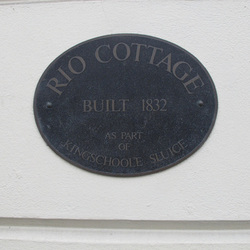 RIO COTTAGE
BUILT 1832
AS PART
OF
KINGSCHOOLE SLUICE